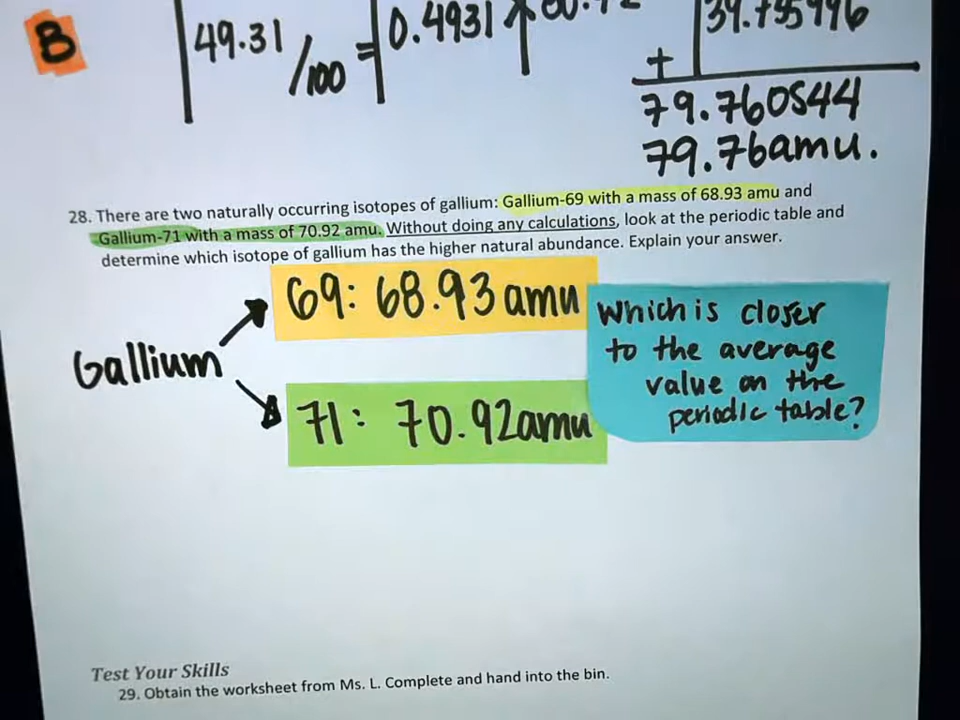 B
49.31 /100 = 0.4931
+
79.760544
79.76amu.
28. There are two naturally occurring isotopes of gallium: Gallium-69 with a mass of 68.93 amu and
Gallium-71 with a mass of 70.92 amu. Without doing any calculations, look at the periodic table and
determine which isotope of gallium has the higher natural abundance. Explain your answer.
69: 68.93 amu
Gallium
71: 70.92amu
Which is closer
to the average
value on the
periodic table?
Test Your Skills
29. Obtain the worksheet from Ms. L. Complete and hand into the bin.